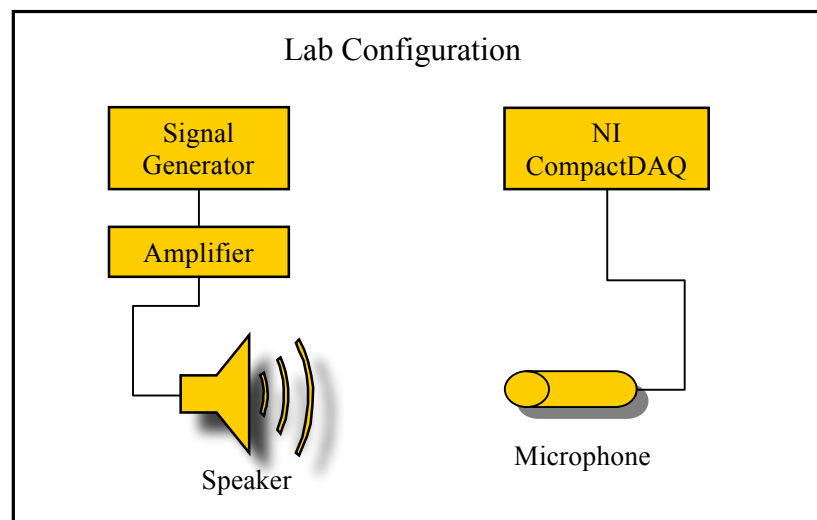 Lab Configuration
Signal
Generator
Amplifier
Speaker
NI
CompactDAQ
Microphone